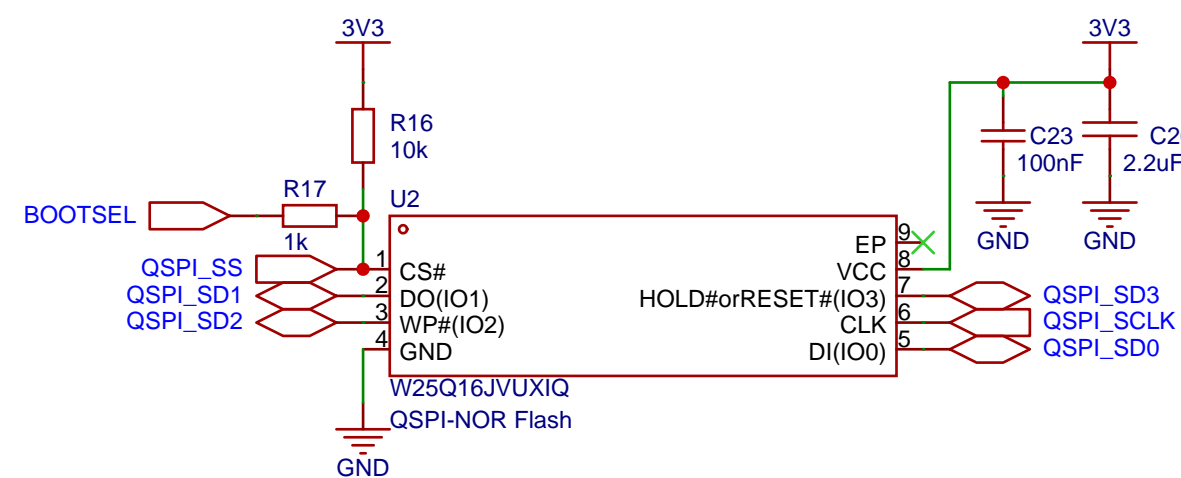 3V3
3V3
R16
10k
C23
100nF
2.2uF
R17
1k
BOOTSEL
U2
GND
GND
QSPI_SS
QSPI_SD1
QSPI_SD2
1
2
3
4
CS#
DO(IO1)
WP#(IO2)
GND
EP
VCC
HOLD#orRESET#(IO3)
CLK
DI(IO0)
9
8
7
6
5
QSPI_SD3
QSPI_SCLK
QSPI_SD0
W25Q16JVUXIQ
QSPI-NOR Flash
GND